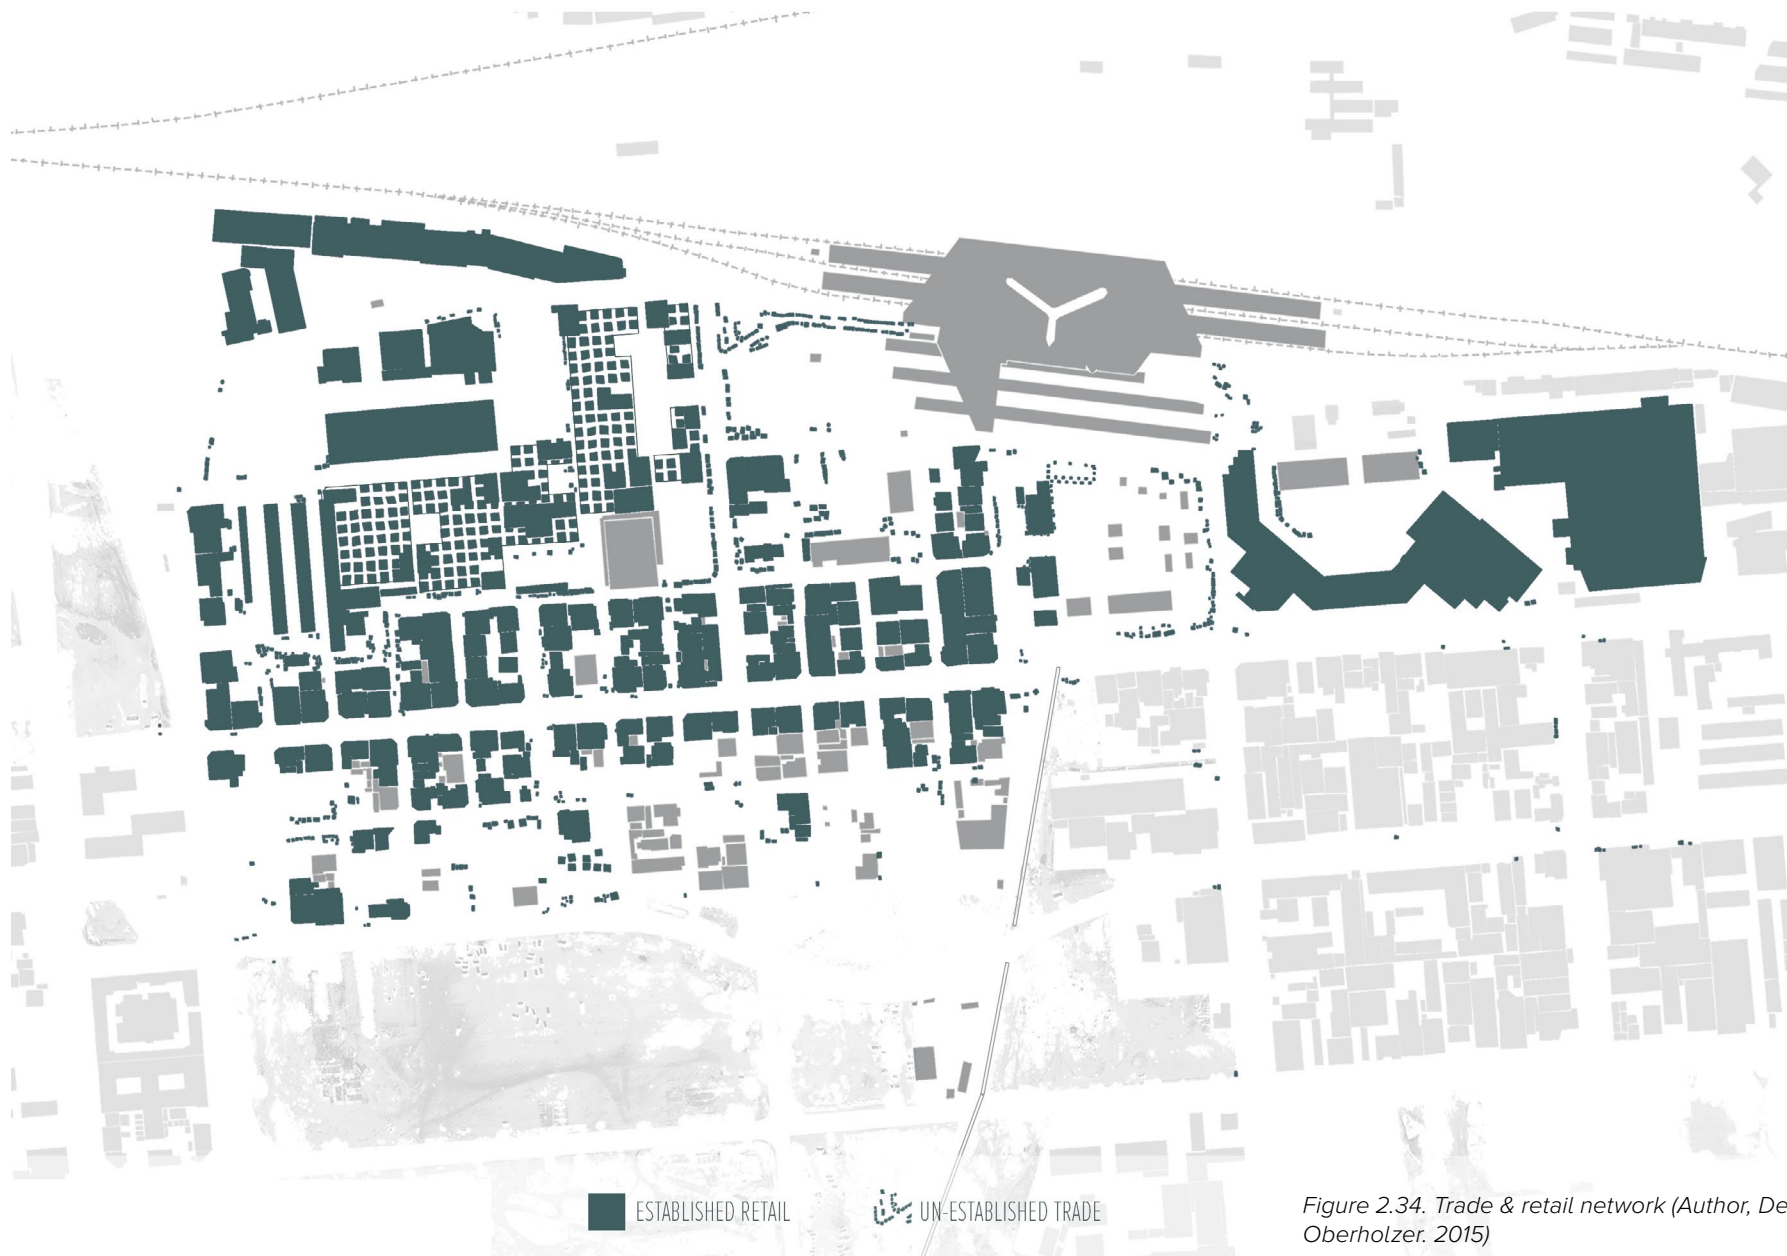 ESTABLISHED RETAIL
UN-ESTABLISHED TRADE
Figure 2.34. Trade & retail network (Author, De
Oberholzer. 2015)